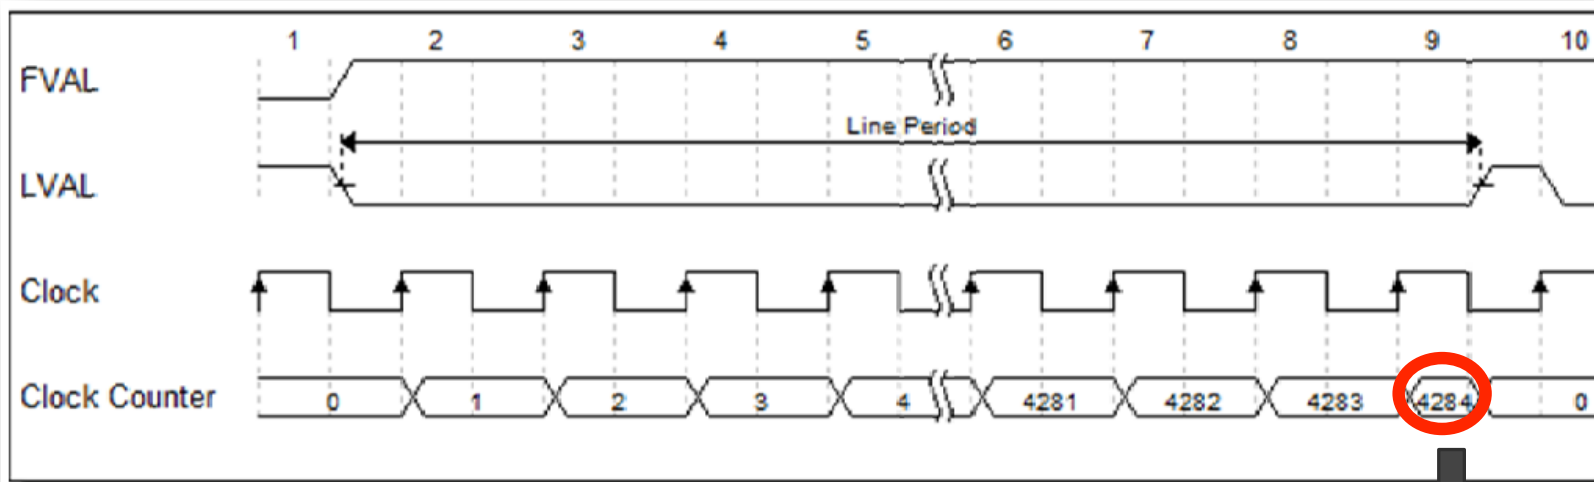 1 2 3 4 5 6 7 8 9 10
FVAL
Line Period
LVAL
Clock
Clock Counter 0 1 2 3 4 4281 4282 4283 4284 0